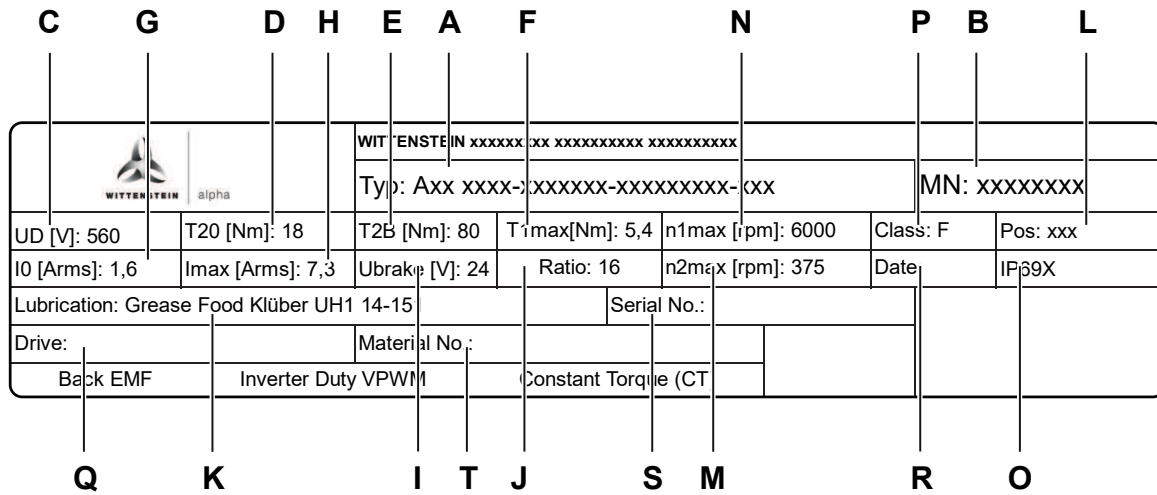 C G D H E A F N P B L
WITTENSTEIN xxxxxxxxx xxxxxxxxxx xxxxxxxxxx
WITTENSTEIN alpha
Typ: Axx xxxx-xxxxxxx-xxxxxxxxx-xxx MN: xxxxxxxx
UD [V]: 560 T20 [Nm]: 18 T2B [Nm]: 80 T1max[Nm]: 5,4 n1max [rpm]: 6000 Class: F Pos: xxx
I0 [Arms]: 1,6 Imax [Arms]: 7,3 Ubrake [V]: 24 Ratio: 16 n2max [rpm]: 375 Date IP69X
Lubrication: Grease Food Klüber UH1 14-151 Serial No.:
Drive: Material No.:
Back EMF Inverter Duty VPWM Constant Torque (CT)
Q K I T J S M R O